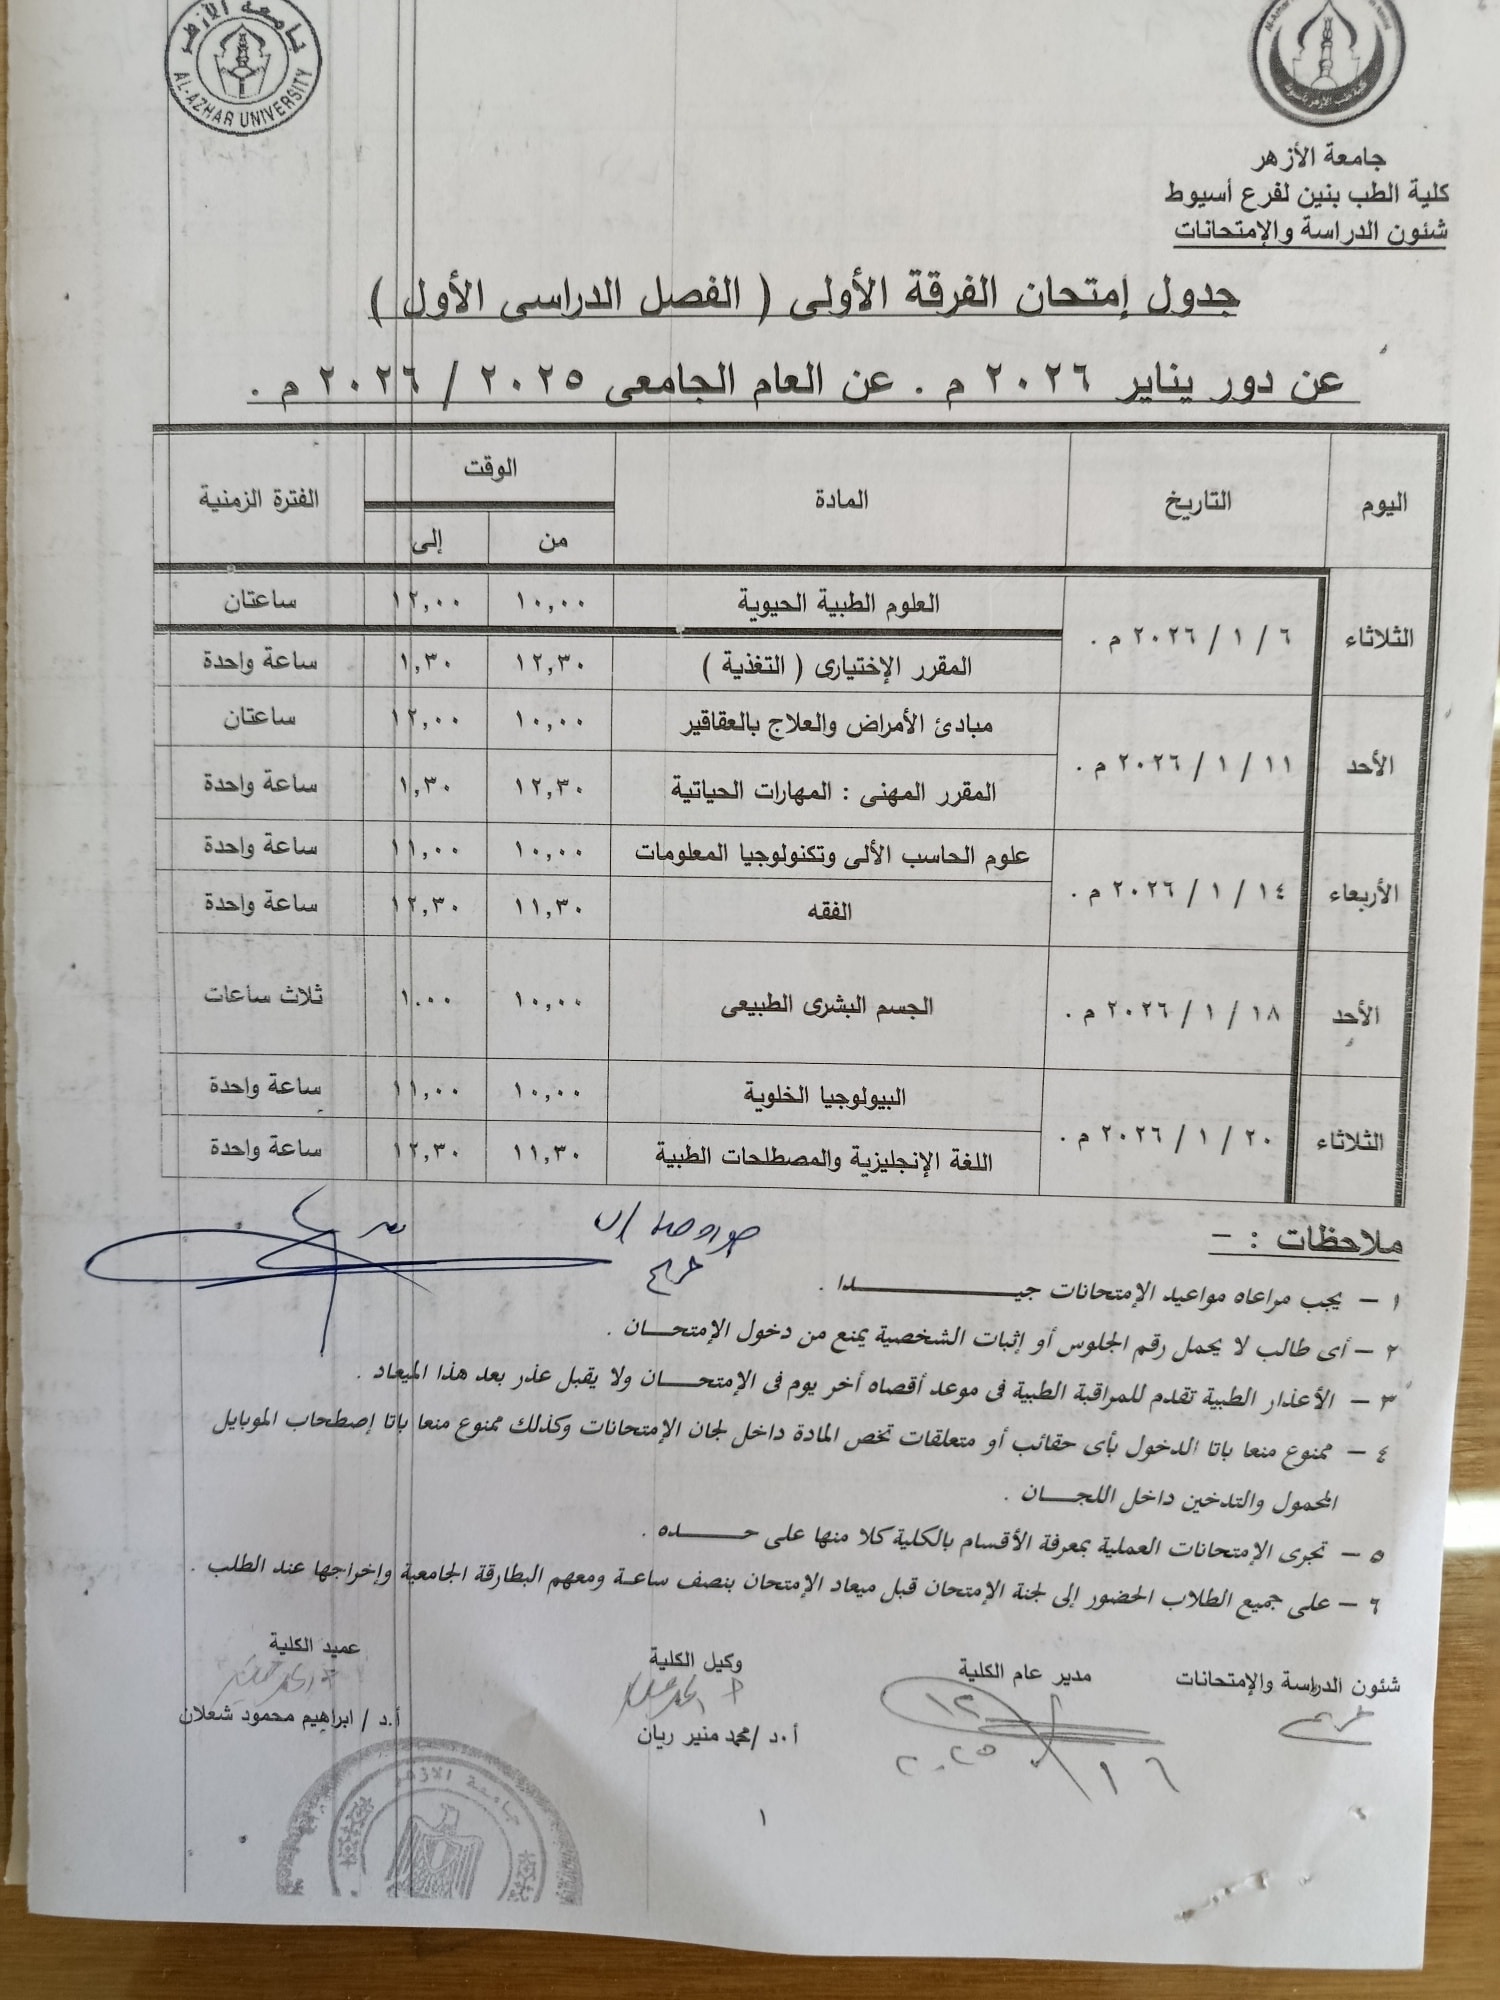 جامعة الأزهر
AL-AZHAR UNIVERSITY
جامعة الأزهر
كلية الطب بنين لفرع أسيوط
شئون الدراسة والإمتحانات
جدول إمتحان الفرقة الأولى ( الفصل الدراسى الأول )
عن دور يناير ٢٠٢٦ م . عن العام الجامعى ٢٠٢٥ / ٢٠٢٦ م .
اليوم التاريخ المادة الوقت الفترة الزمنية
من إلى
الثلاثاء ٦ / ١ / ٢٠٢٦ م . العلوم الطبية الحيوية ١٠,٠٠ ١٢,٠٠ ساعتان
المقرر الإختيارى ( التغذية ) ١٢,٣٠ ١,٣٠ ساعة واحدة
الأحد ١١ / ١ / ٢٠٢٦ م . مبادئ الأمراض والعلاج بالعقاقير ١٠,٠٠ ١٢,٠٠ ساعتان
المقرر المهنى : المهارات الحياتية ١٢,٣٠ ١,٣٠ ساعة واحدة
الأربعاء ١٤ / ١ / ٢٠٢٦ م . علوم الحاسب الألى وتكنولوجيا المعلومات ١٠,٠٠ ١١,٠٠ ساعة واحدة
الفقه ١١,٣٠ ١٢,٣٠ ساعة واحدة
الأحد ١٨ / ١ / ٢٠٢٦ م . الجسم البشرى الطبيعى ١٠,٠٠ ١.٠٠ ثلاث ساعات
الثلاثاء ٢٠ / ١ / ٢٠٢٦ م . البيولوجيا الخلوية ١٠,٠٠ ١١,٠٠ ساعة واحدة
اللغة الإنجليزية والمصطلحات الطبية ١١,٣٠ ١٢,٣٠ ساعة واحدة
ملاحظات : -
١ - يجب مراعاه مواعيد الإمتحانات جيـــدا .
٢ - أى طالب لا يحمل رقم الجلوس أو إثبات الشخصية يمنع من دخول الإمتحـــان .
٣ - الأعذار الطبية تقدم للمراقبة الطبية فى موعد أقصاه أخر يوم فى الإمتحـــان ولا يقبل عذر بعد هذا الميعاد .
٤ - ممنوع منعا باتا الدخول بأى حقائب أو متعلقات تخص المادة داخل لجان الإمتحانات وكذلك ممنوع منعا باتا إصطحاب الموبايل
المحمول والتدخين داخل اللجـــان .
٥ - تجرى الإمتحانات العملية بمعرفة الأقسام بالكلية كلا منها على حـــده .
٦ - على جميع الطلاب الحضور إلى لجنة الإمتحان قبل ميعاد الإمتحان بنصف ساعة ومعهم البطارقة الجامعية وإخراجها عند الطلب .
شئون الدراسة والإمتحانات مدير عام الكلية وكيل الكلية عميد الكلية
أ.د /محمد منير ريان أ.د / ابراهيم محمود شعلان
جامعة الازهر
١